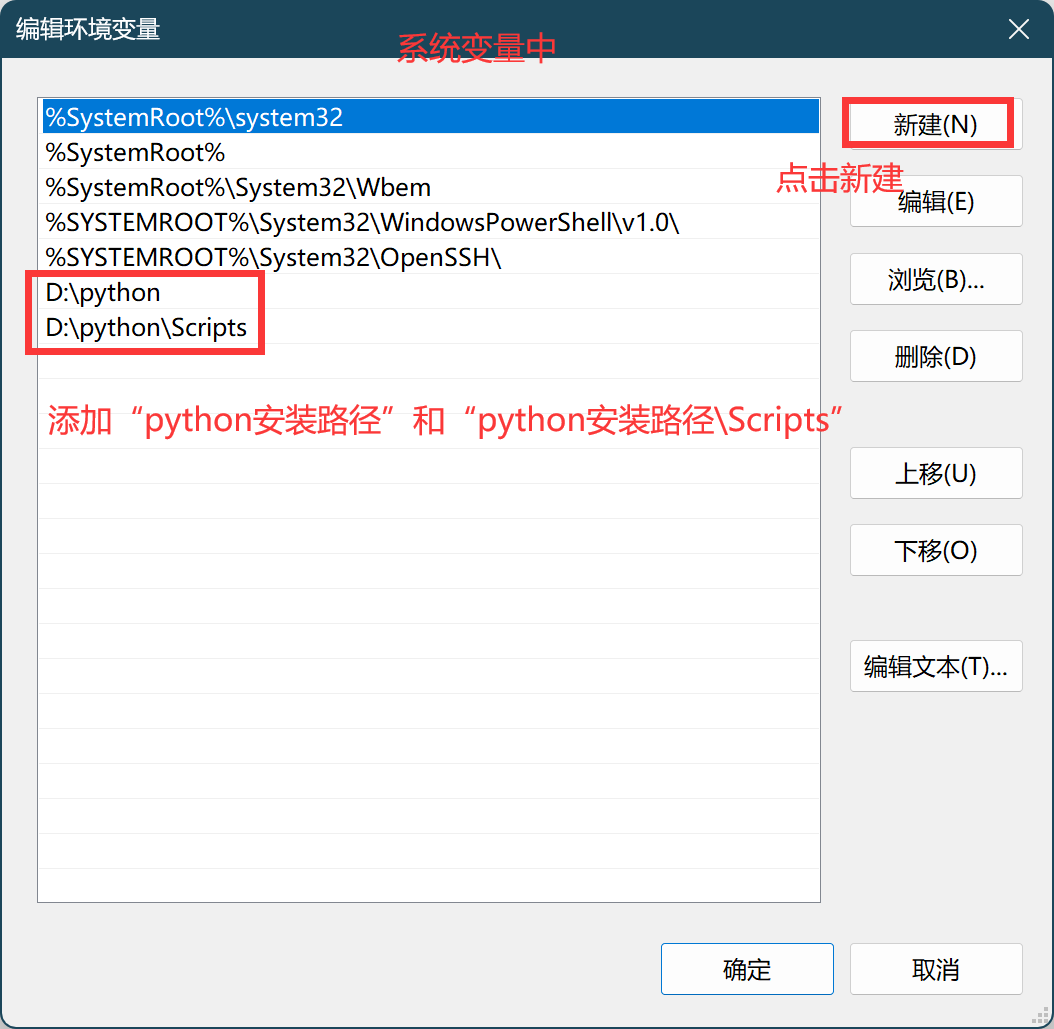 编辑环境变量
系统变量中
%SystemRoot%\system32
新建(N)
%SystemRoot%
点击新建
%SystemRoot%\System32\Wbem
编辑(E)
%SYSTEMROOT%\System32\WindowsPowerShell\v1.0\
%SYSTEMROOT%\System32\OpenSSH\
浏览(B)...
D:\python
D:\python\Scripts
删除(D)
添加“python安装路径”和“python安装路径\Scripts”
上移(U)
下移(O)
编辑文本(T)...
确定
取消